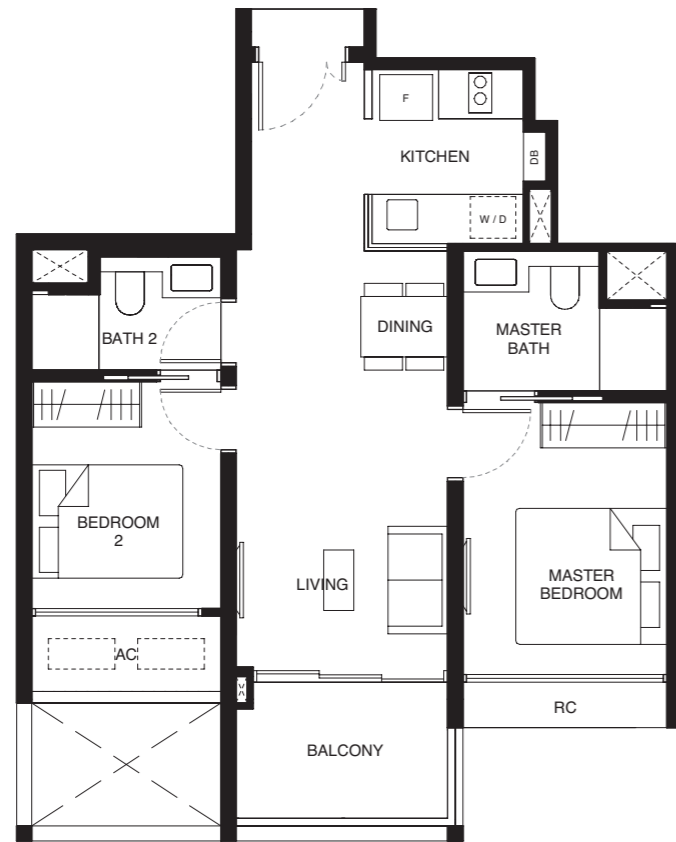 F
KITCHEN
DB
W / D
BATH 2
DINING
MASTER
BATH
BEDROOM
2
LIVING
MASTER
BEDROOM
AC
RC
BALCONY